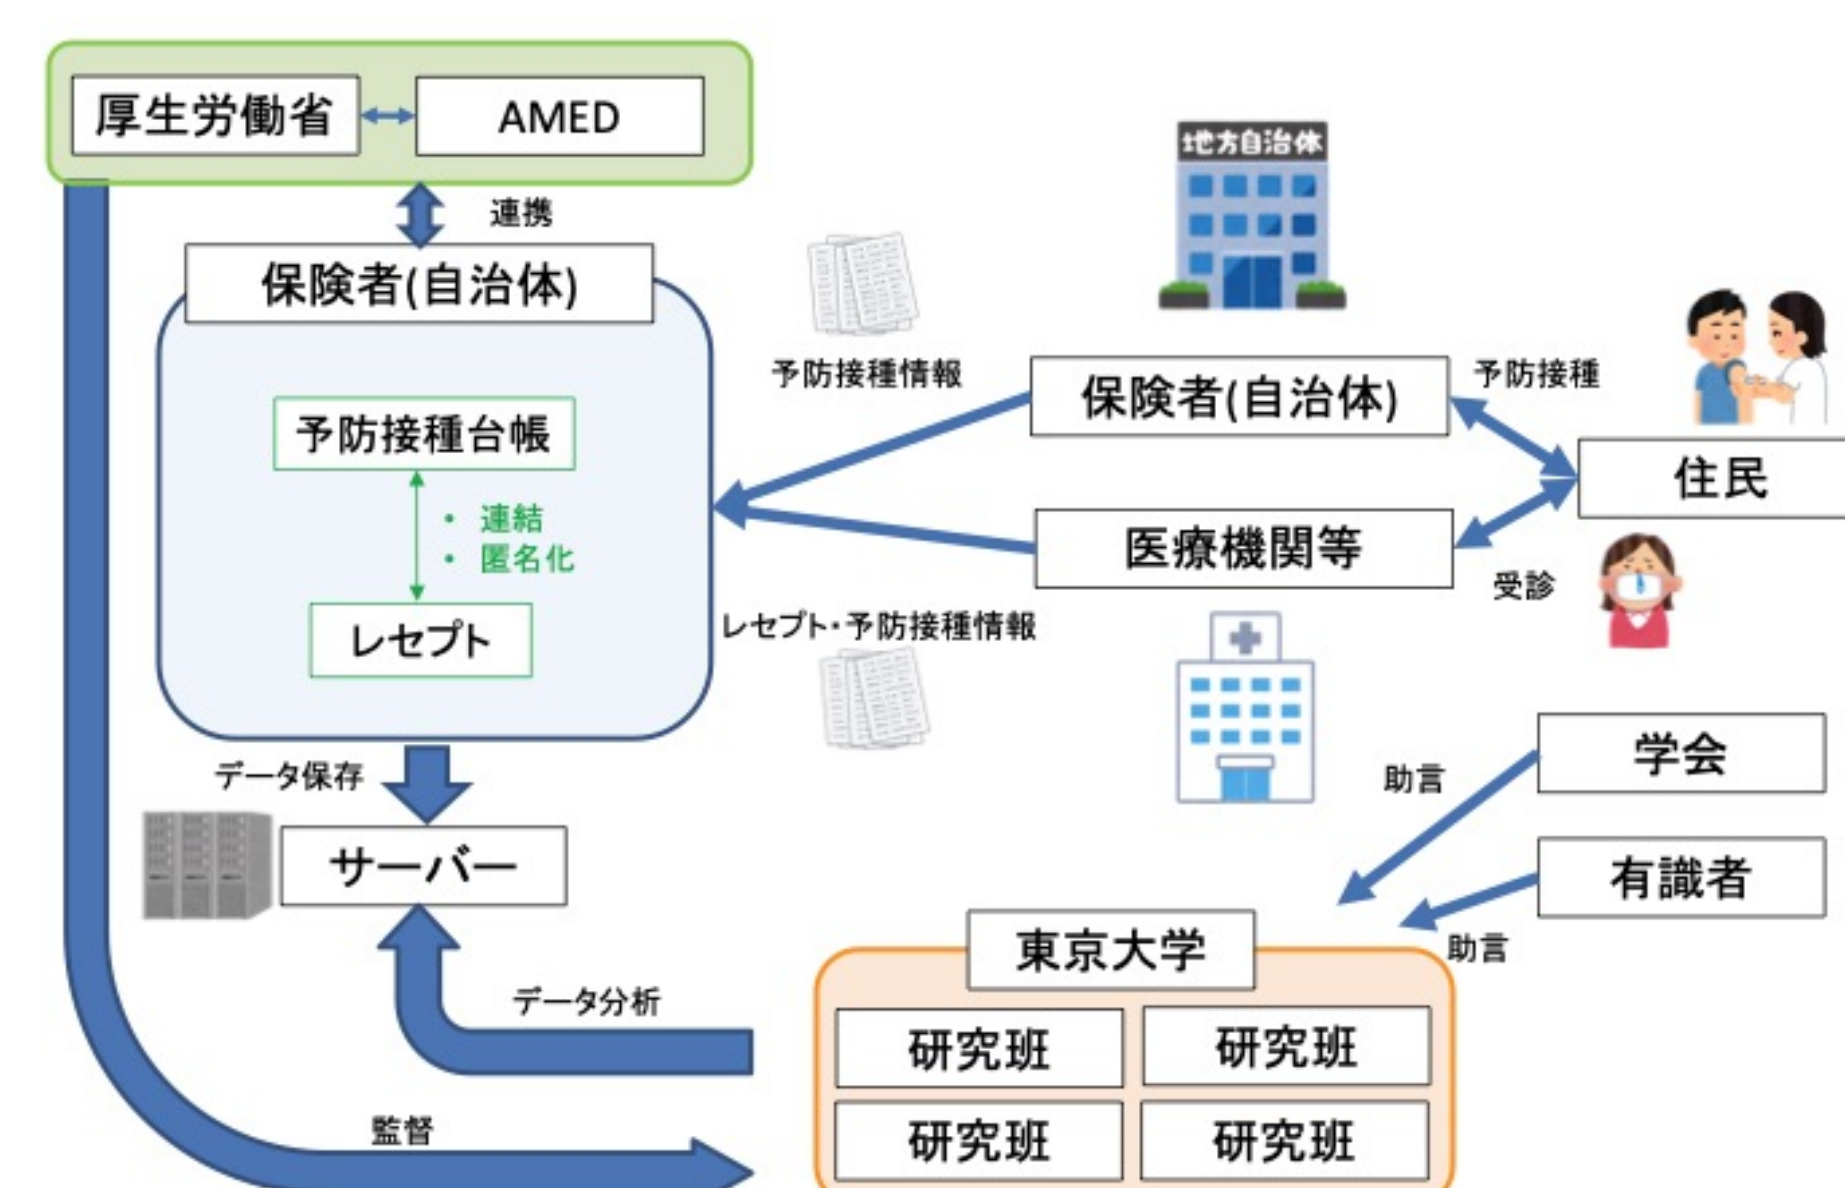 厚生労働省
AMED
連携
保険者(自治体)
予防接種台帳
・ 連結
・ 匿名化
レセプト
データ保存
サーバー
データ分析
監督
地方自治体
予防接種情報
保険者(自治体)
予防接種
住民
医療機関等
受診
レセプト・予防接種情報
学会
助言
有識者
助言
東京大学
研究班
研究班
研究班
研究班